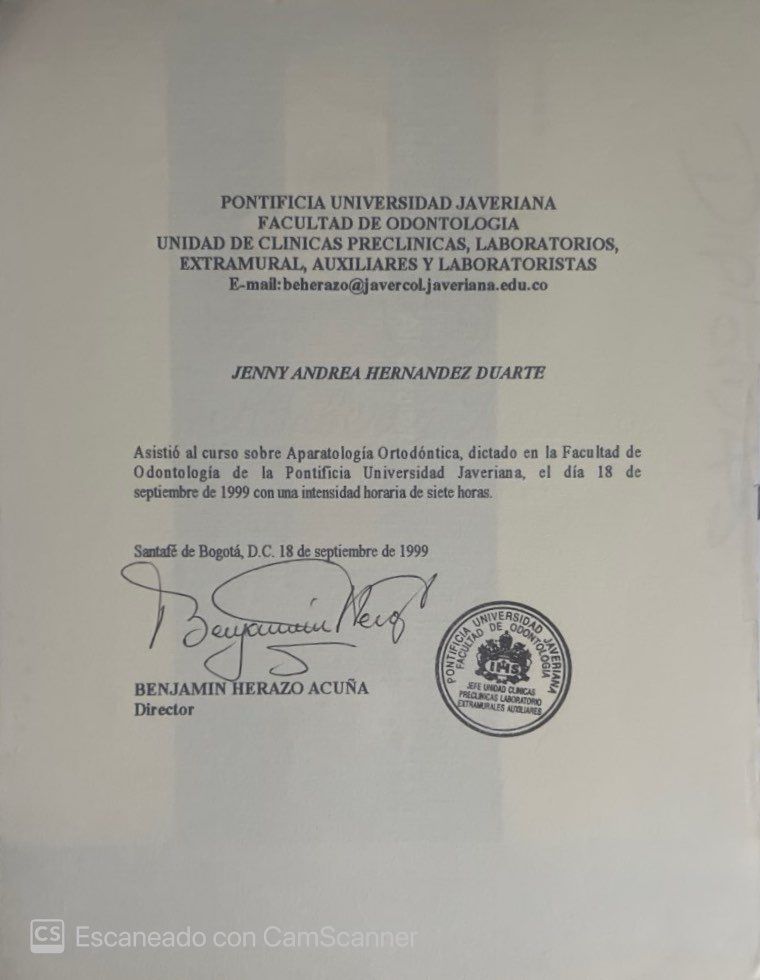 PONTIFICIA UNIVERSIDAD JAVERIANA
FACULTAD DE ODONTOLOGIA
UNIDAD DE CLINICAS PRECLINICAS, LABORATORIOS,
EXTRAMURAL, AUXILIARES Y LABORATORISTAS
E-mail:beherazo@javercol.javeriana.edu.co
JENNY ANDREA HERNANDEZ DUARTE
Asistió al curso sobre Aparatología Ortodóntica, dictado en la Facultad de
Odontología de la Pontificia Universidad Javeriana, el día 18 de
septiembre de 1999 con una intensidad horaria de siete horas.
Santafé de Bogotá, D.C. 18 de septiembre de 1999
Benjamin
BENJAMIN HERAZO ACUÑA
Director
PONTIFICIA UNIVERSIDAD JAVERIANA
FACULTAD DE ODONTOLOGIA
IHS
JEFE UNIDAD CLINICAS
PRECLINICAS LABORATORIO
EXTRAMURALES AUXILIARES
CS Escaneado con CamScanner